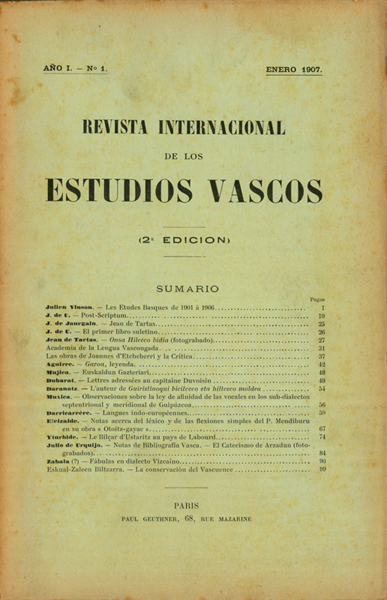 AÑO I. — Nº 1.
ENERO 1907.
REVISTA INTERNACIONAL
DE LOS
ESTUDIOS VASCOS
(2ª EDICION)
SUMARIO
Pages
Julien Vinson. — Les Etudes Basques de 1901 à 1906 1
J. de U. — Post-Scriptum 19
J. de Jaurgain. — Jean de Tartas 25
J. de U. — El primer libro suletino 26
Jean de Tartas. — Onsa Hilceco bidia (fotograbado) 27
Academia de la Lengua Vascongada 31
Las obras de Joannes d'Etcheberri y la Crítica 37
Aguirre. — Garoa, leyenda 42
Mujica. — Euskaldun Gazteriari 48
Dubarat. — Lettres adressées au capitaine Duvoisin 49
Daranatz. — L'auteur de Guiristinoqui bicitceco eta hiltceco moldea 54
Muxica. — Observaciones sobre la ley de afinidad de las vocales en los sub-dialectos
septentrional y meridional de Guipúzcoa 56
Darricarrère. — Langues indo-européennes 59
Eleizalde. — Notas acerca del léxico y de las flexiones simples del P. Mendiburu
en su obra « Otoitz-gayac » 67
Yturbide. — Le Bilçar d'Ustaritz au pays de Labourd 74
Julio de Urquijo. — Notas de Bibliografía Vasca. — El Catecismo de Arzadun (foto-
grabados) 84
Zabala (?) — Fábulas en dialecto Vizcaíno 90
Eskual-Zaleen Biltzarra. — La conservación del Vascuence 99
PARIS
PAUL GEUTHNER, 68, RUE MAZARINE